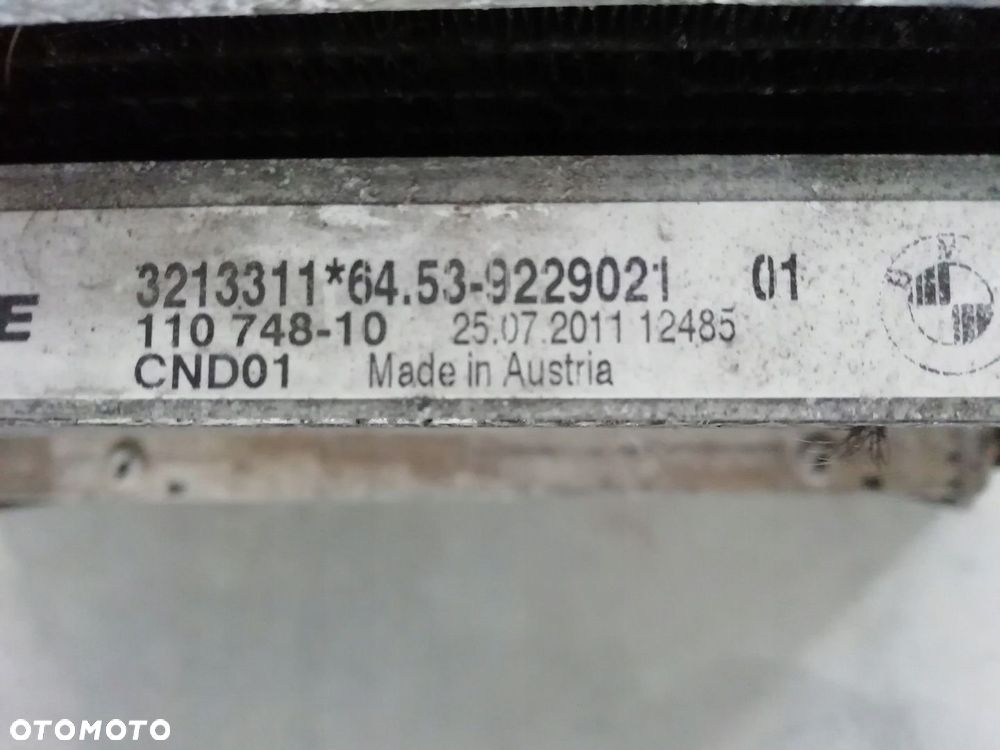 E
3213311*64.53-9229021 01
110 748-10 25.07.2011 12485
CND01 Made in Austria
B M
OTOMOTO